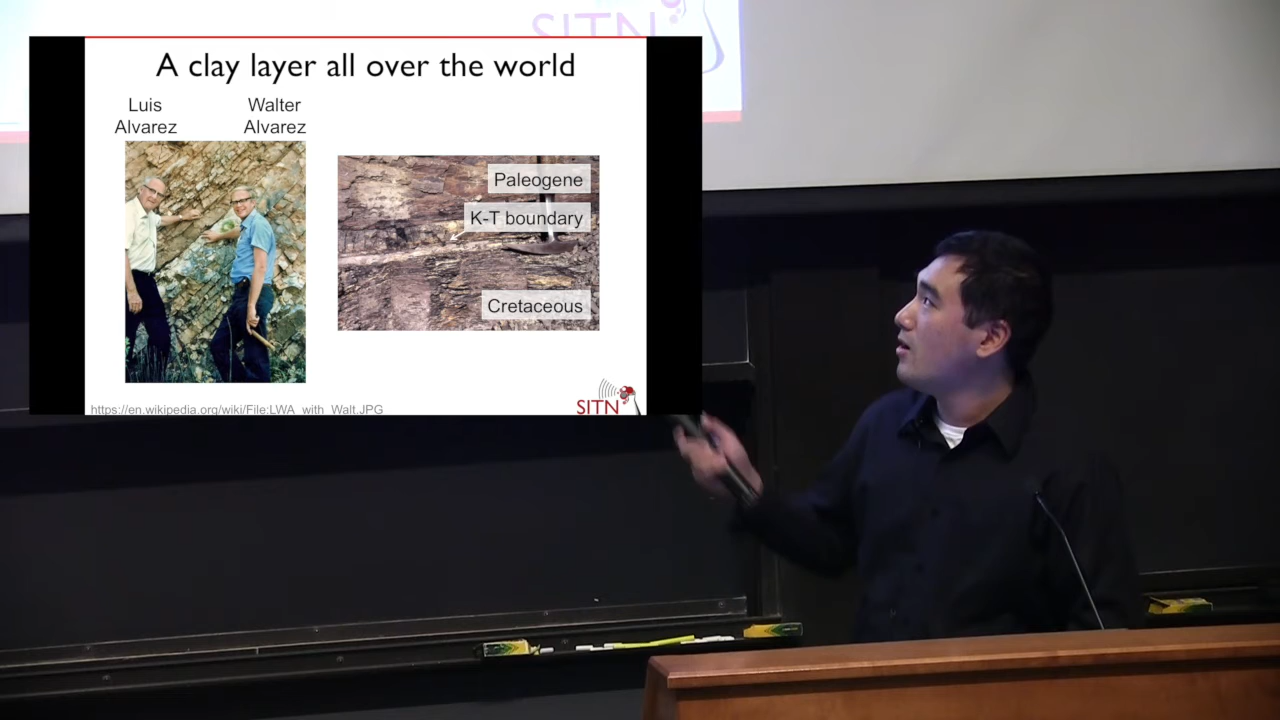 SITN
A clay layer all over the world
Luis
Alvarez
Walter
Alvarez
Paleogene
K-T boundary
Cretaceous
https://en.wikipedia.org/wiki/File:LWA_with_Walt.JPG
SITN